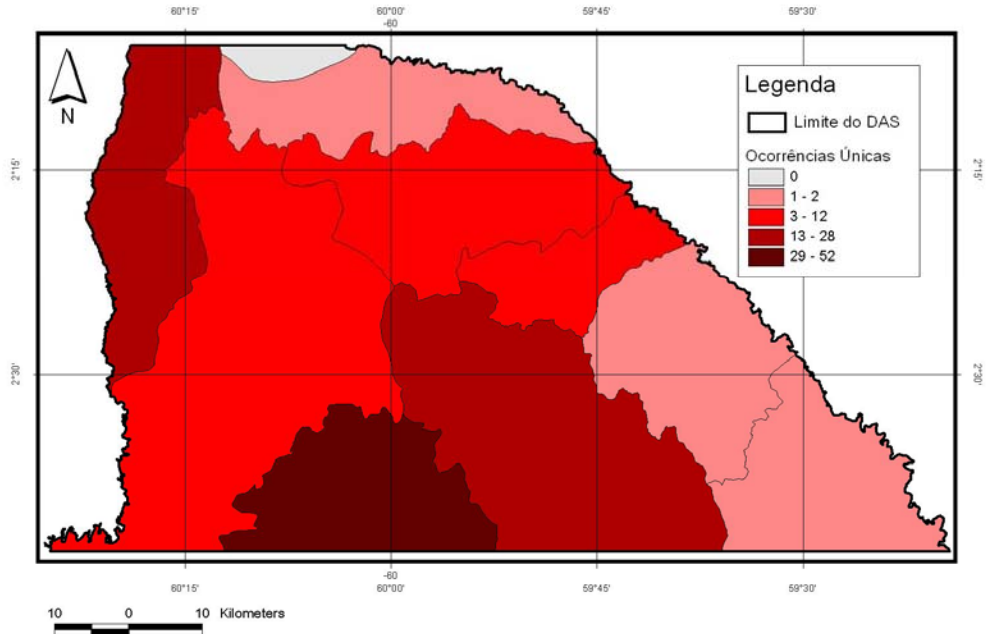 60°15' 60°00' 59°45' 59°30'
-60
N
Legenda
Limite do DAS
Ocorrências Únicas
0
1 - 2
3 - 12
13 - 28
29 - 52
2°15' 2°15'
2°30' 2°30'
-60
60°15' 60°00' 59°45' 59°30'
10 0 10 Kilometers